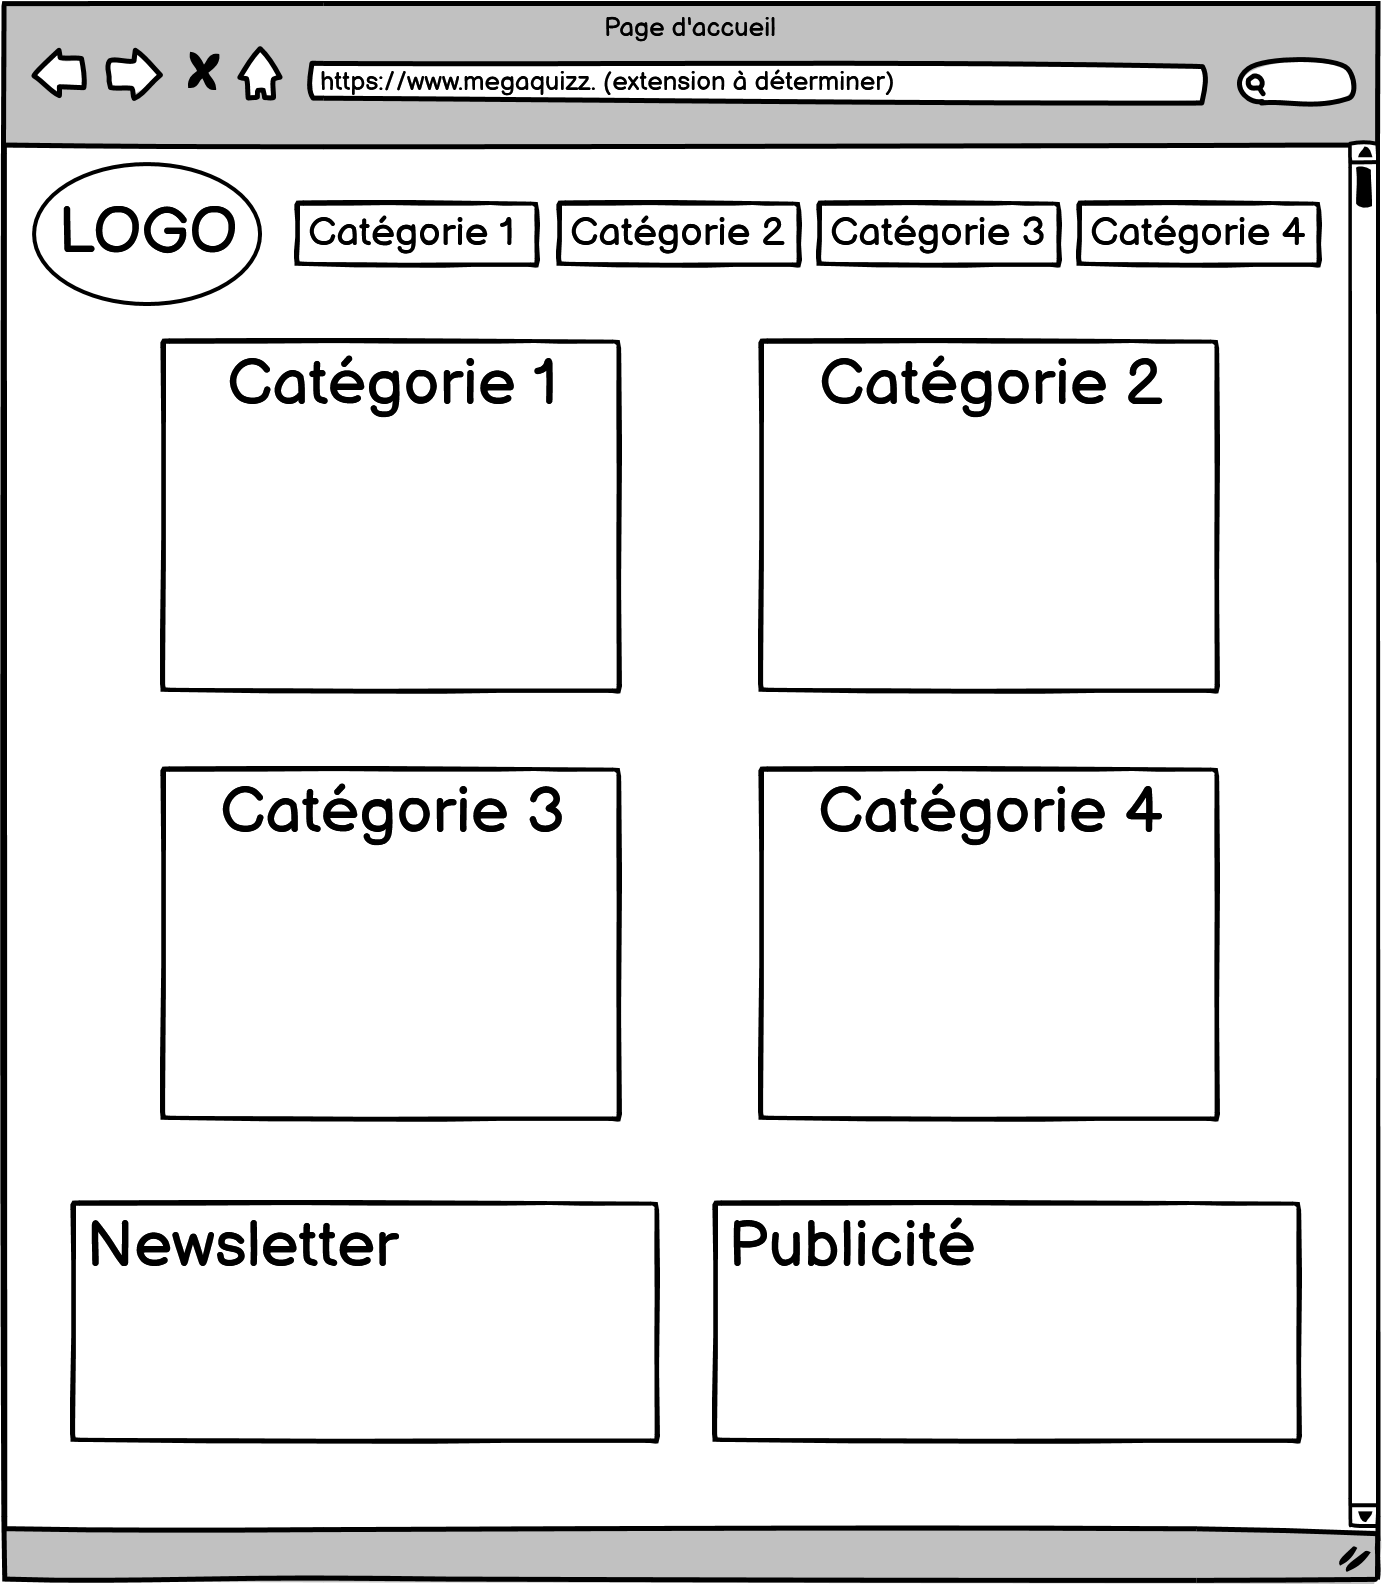 Page d'accueil
https://www.megaquizz. (extension à déterminer)
LOGO
Catégorie 1
Catégorie 2
Catégorie 3
Catégorie 4
Catégorie 1
Catégorie 2
Catégorie 3
Catégorie 4
Newsletter
Publicité